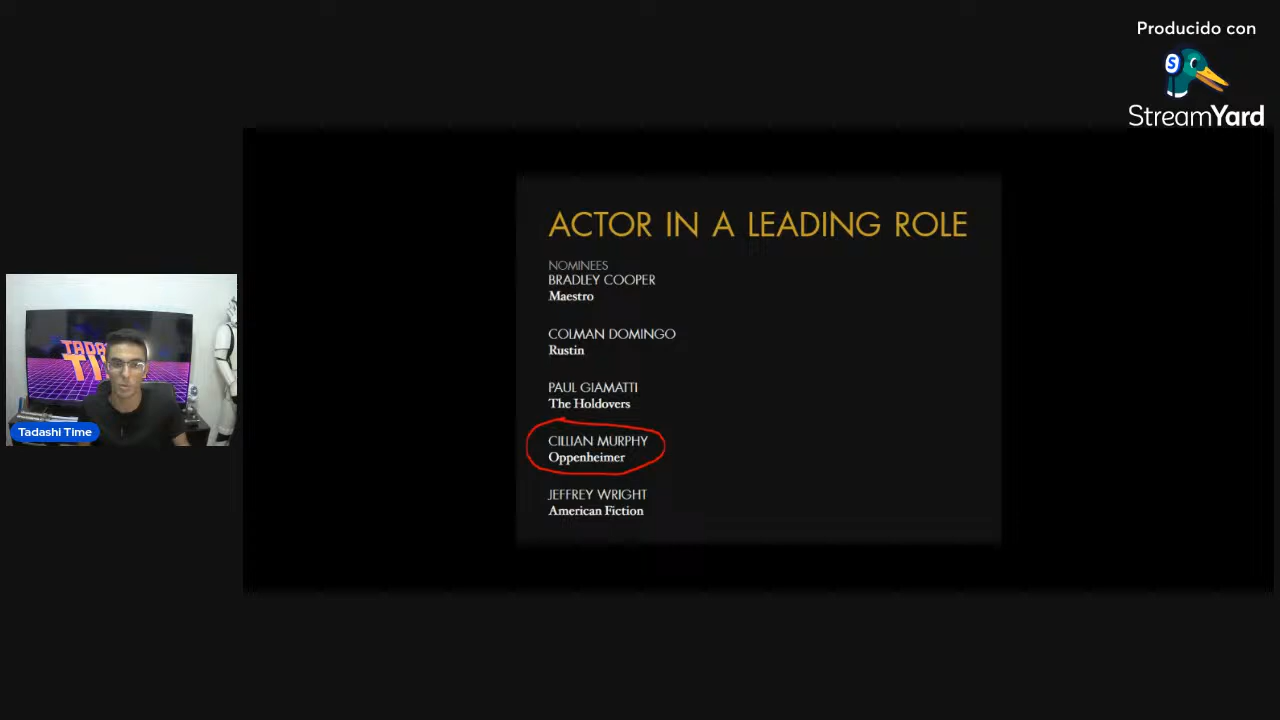 Producido con
S
StreamYard
ACTOR IN A LEADING ROLE
NOMINEES
BRADLEY COOPER
Maestro
COLMAN DOMINGO
Rustin
PAUL GIAMATTI
The Holdovers
CILLIAN MURPHY
Oppenheimer
JEFFREY WRIGHT
American Fiction
Tadashi Time